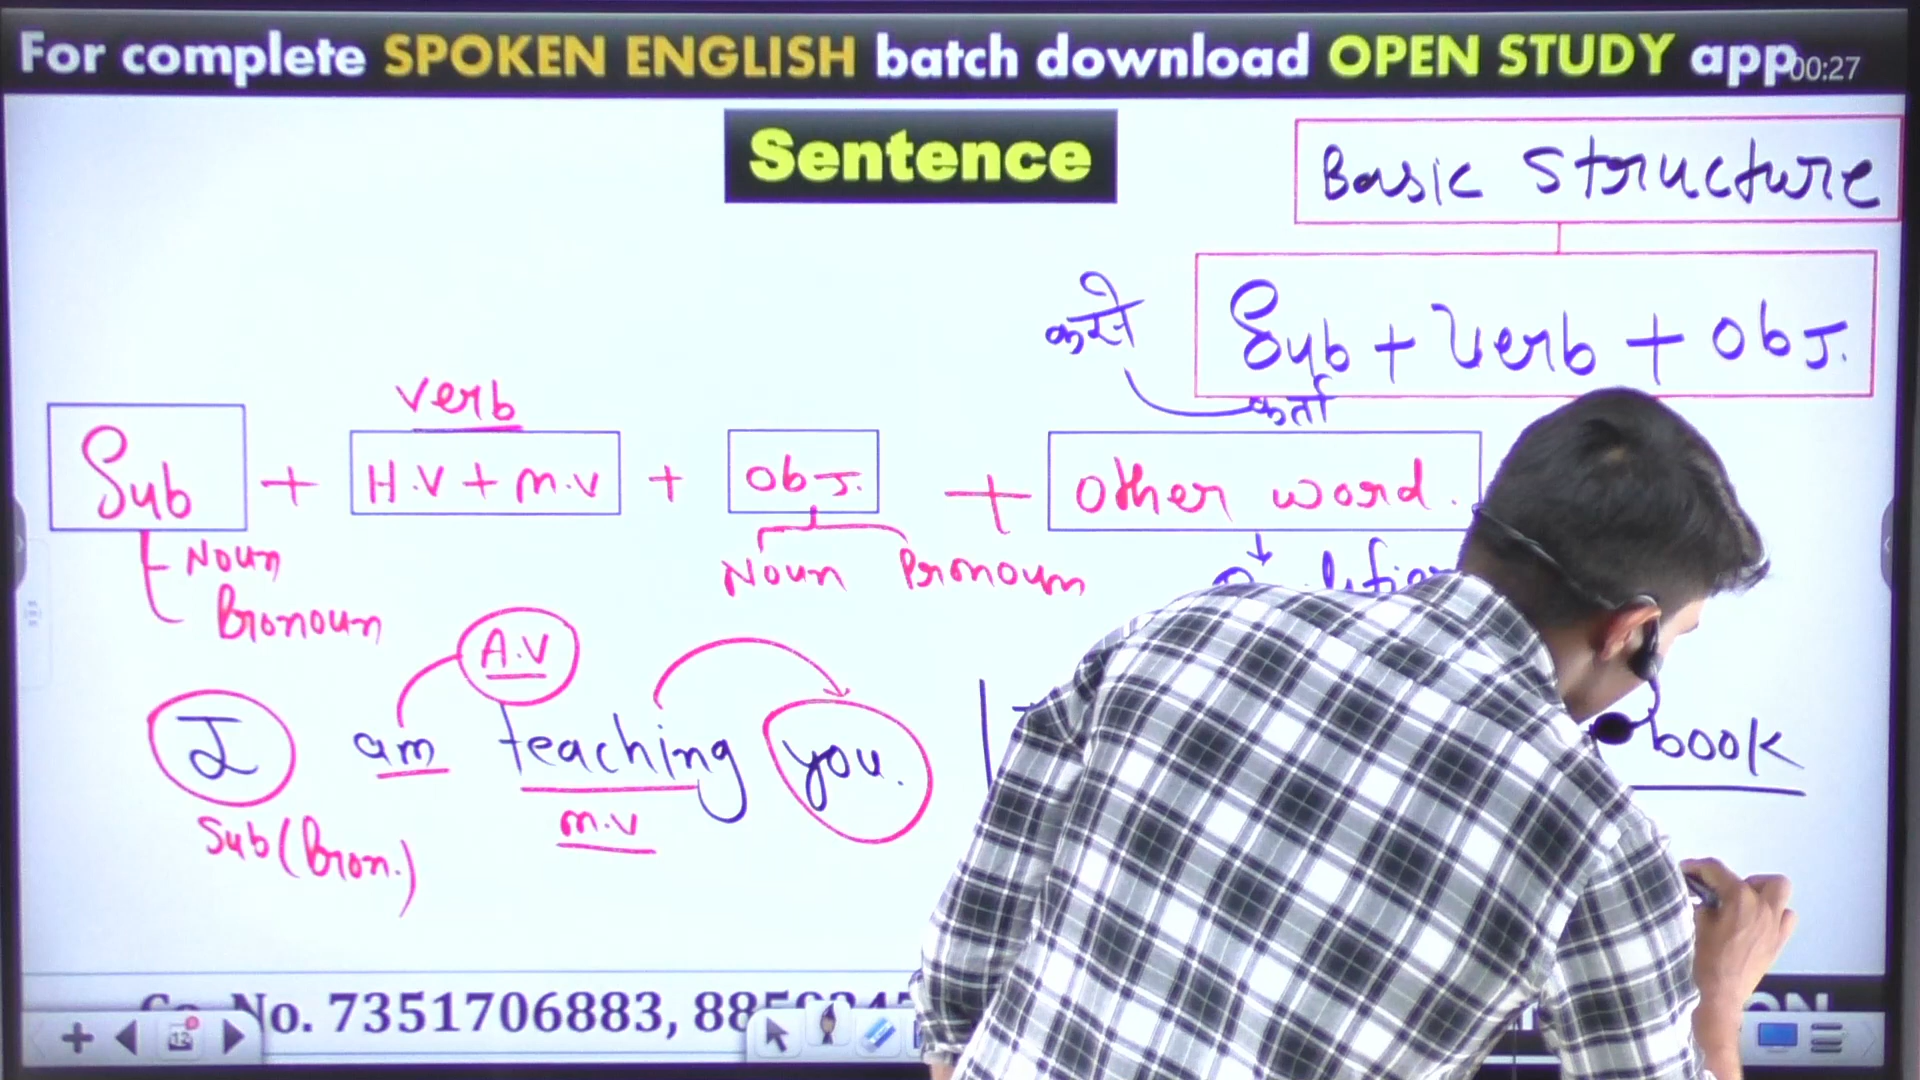 For complete SPOKEN ENGLISH batch download OPEN STUDY app
00:27
Sentence
Basic Structure
Sub + Verb + Obj.
कर्ता
verb
Sub + H.V + m.v + Obj. + Other word.
Noun
Pronoun
Noun Pronoun
A.V
I am teaching you.
book
m.v
Sub (Pron.)
No. 7351706883,
12